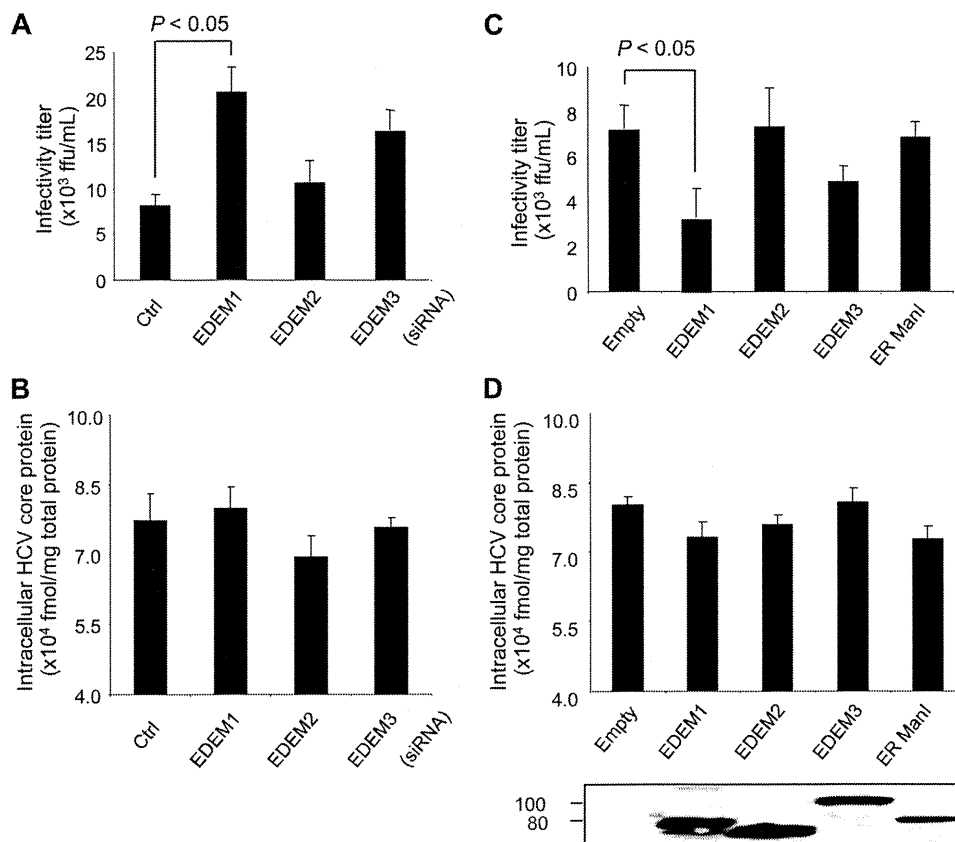 A
P < 0.05
Infectivity titer
(x10³ ffu/mL)
25
20
15
10
5
0
Ctrl
EDEM1
EDEM2
EDEM3
(siRNA)
C
P < 0.05
Infectivity titer
(x10³ ffu/mL)
10
8
6
4
2
0
Empty
EDEM1
EDEM2
EDEM3
ER ManI
B
Intracellular HCV core protein
(x10⁴ fmol/mg total protein)
10.0
8.5
7.0
5.5
4.0
Ctrl
EDEM1
EDEM2
EDEM3
(siRNA)
D
Intracellular HCV core protein
(x10⁴ fmol/mg total protein)
10.0
8.5
7.0
5.5
4.0
Empty
EDEM1
EDEM2
EDEM3
ER ManI
100
80